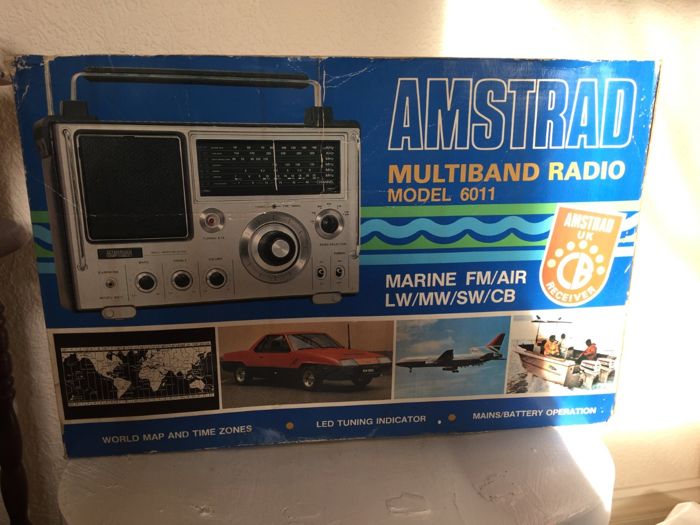 AMSTRAD
MULTIBAND RADIO
MODEL 6011
MARINE FM/AIR
LW/MW/SW/CB
AMSTRAD
UK
CB
RECEIVER
AMSTRAD
WORLD MAP AND TIME ZONES
LED TUNING INDICATOR
MAINS/BATTERY OPERATION